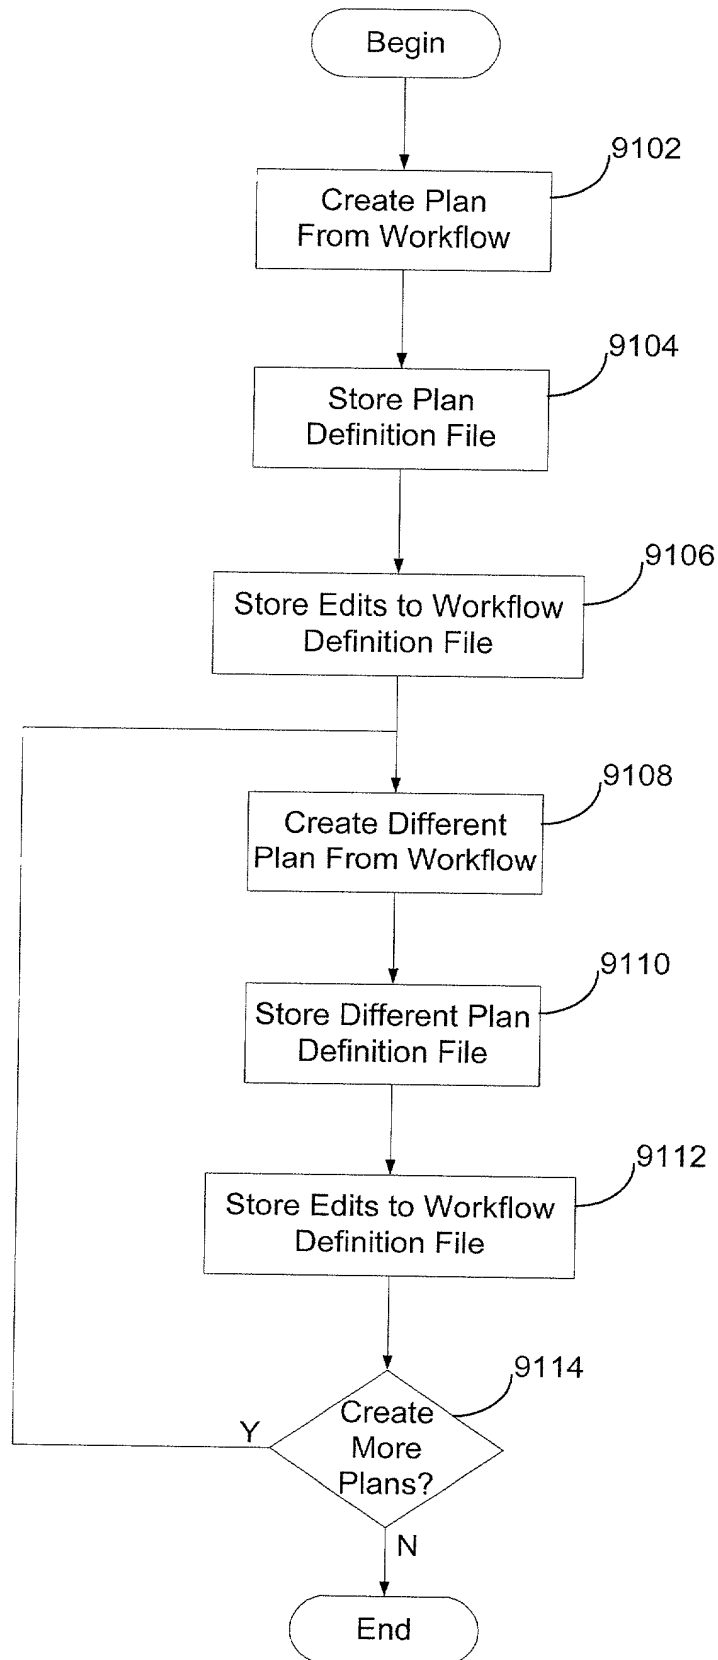 Begin
9102
Create Plan
From Workflow
9104
Store Plan
Definition File
9106
Store Edits to Workflow
Definition File
9108
Create Different
Plan From Workflow
9110
Store Different Plan
Definition File
9112
Store Edits to Workflow
Definition File
9114
Create
More
Plans?
Y
N
End